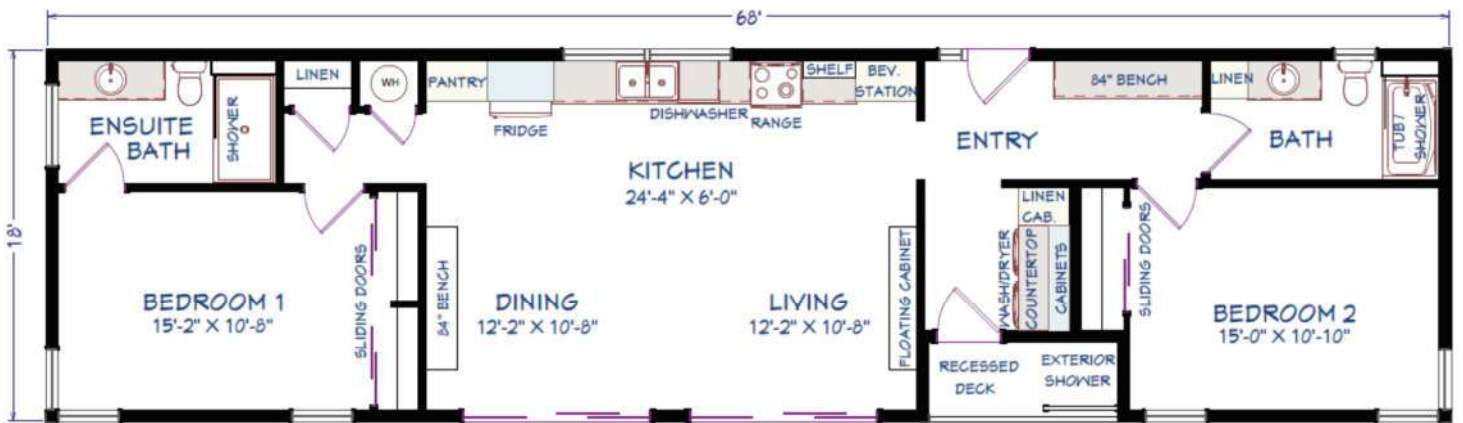 68'
18'
ENSUITE
BATH
SHOWER
LINEN
WH
PANTRY
FRIDGE
DISHWASHER
RANGE
SHELF
BEV.
STATION
KITCHEN
24'-4" X 6'-0"
ENTRY
84" BENCH
LINEN
BATH
TUB/
SHOWER
BEDROOM 1
15'-2" X 10'-8"
SLIDING DOORS
84" BENCH
DINING
12'-2" X 10'-8"
LIVING
12'-2" X 10'-8"
FLOATING CABINET
WASH/DRYER
LINEN
CAB.
COUNTERTOP
CABINETS
SLIDING DOORS
BEDROOM 2
15'-0" X 10'-10"
RECESSED
DECK
EXTERIOR
SHOWER